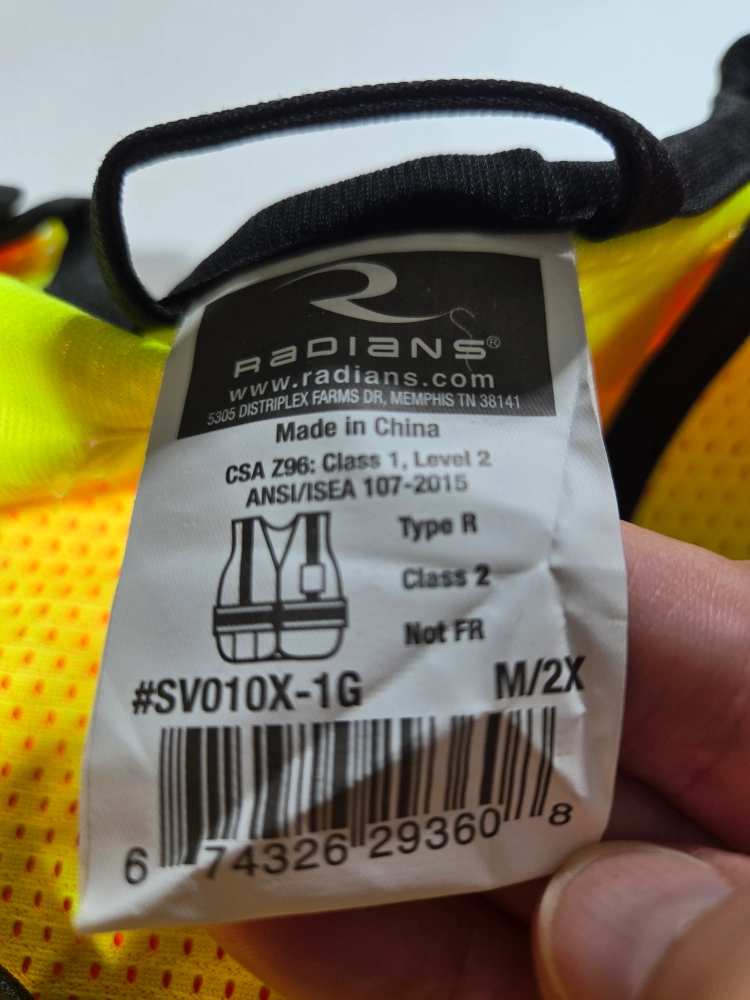 RADIANS®
www.radians.com
5305 DISTRIPLEX FARMS DR, MEMPHIS TN 38141
Made in China
CSA Z96: Class 1, Level 2
ANSI/ISEA 107-2015
Type R
Class 2
Not FR
#SV010X-1G M/2X
6 74326 29360 8